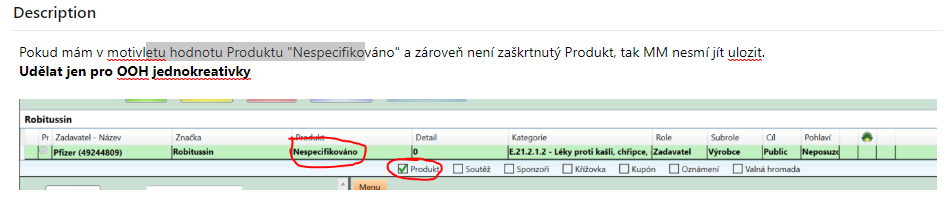 Description
Pokud mám v motivletu hodnotu Produktu "Nespecifikováno" a zároveň není zaškrtnutý Produkt, tak MM nesmí jít ulozit.
Udělat jen pro OOH jednokreativky
Robitussin
Pr Zadavatel - Název Značka Produkt Detail Kategorie Role Subrole Cíl Pohlaví
Pfizer (49244809) Robitussin Nespecifikováno 0 E.21.2.1.2 - Léky proti kašli, chřipce, Zadavatel Výrobce Public Neposuzo
Produkt Soutěž Sponzoři Křížovka Kupón Oznámení Valná hromada
Menu